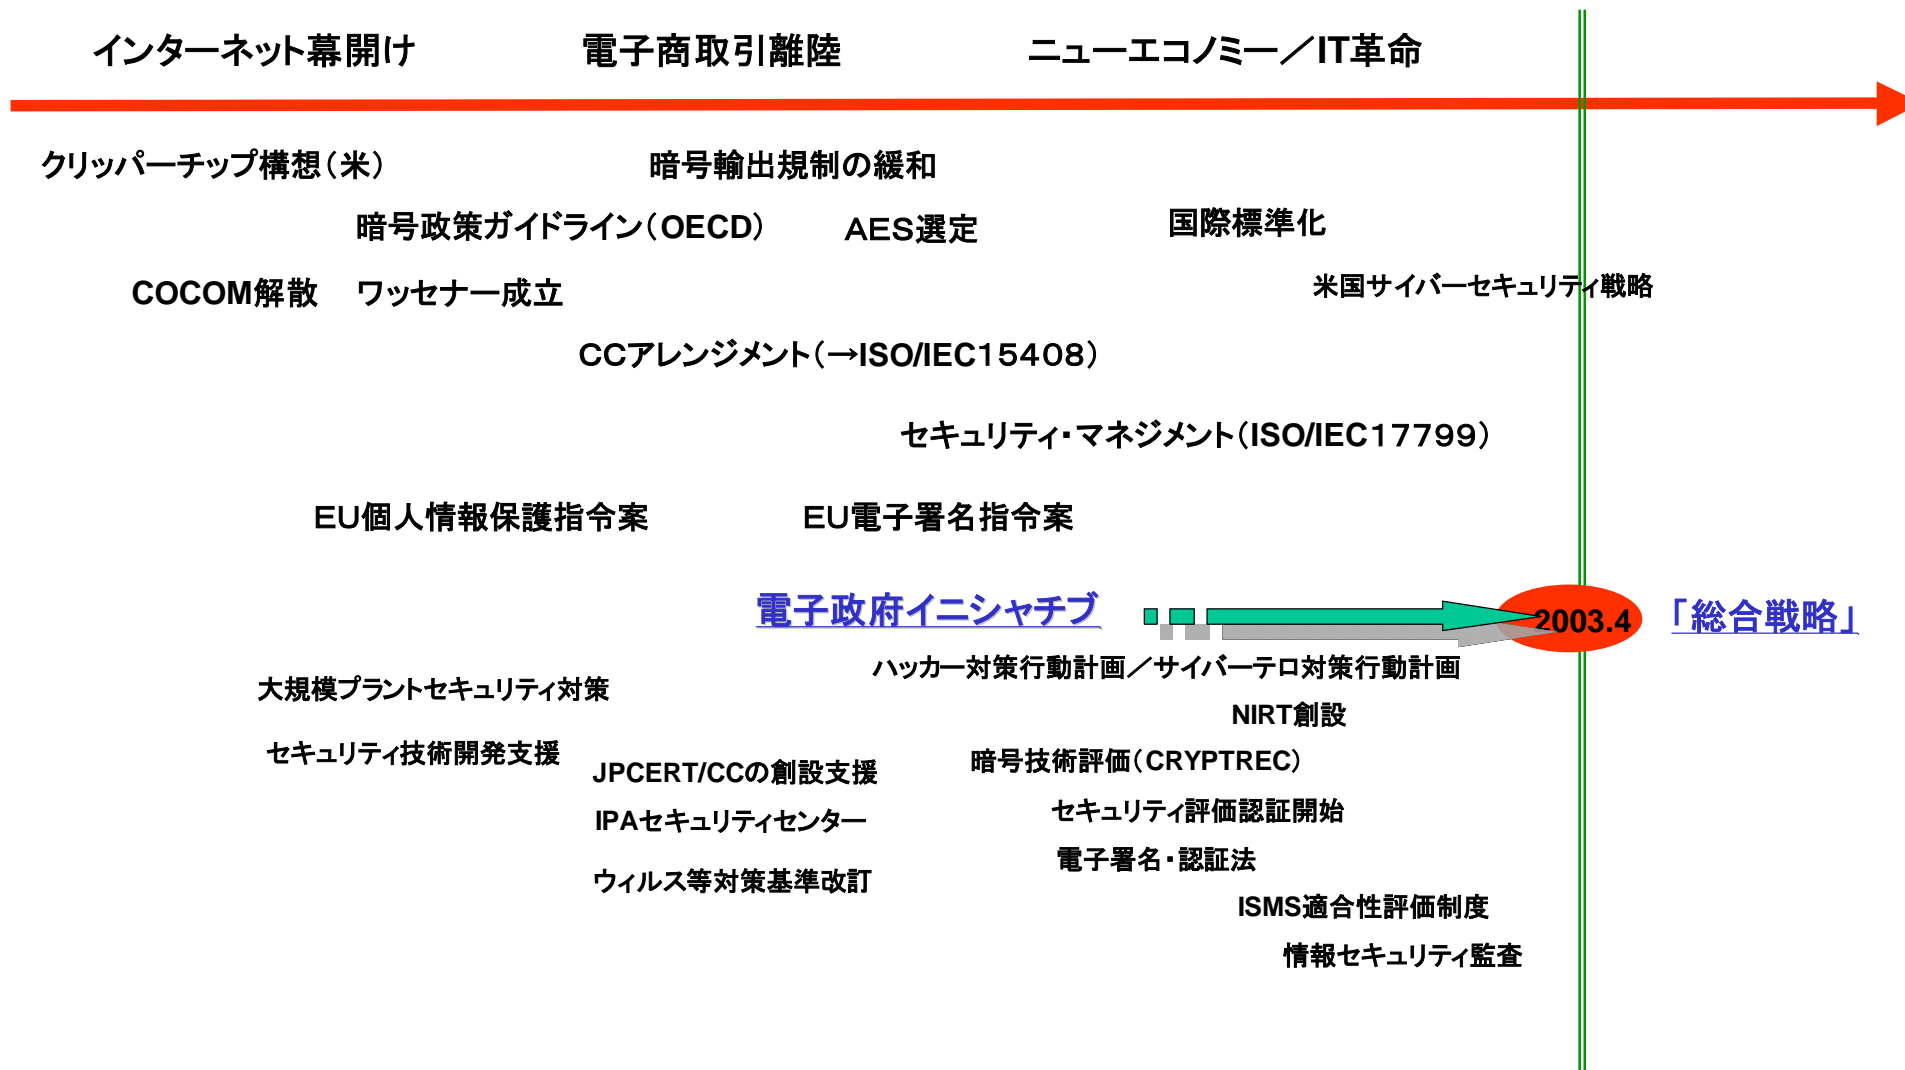 インターネット幕開け
電子商取引離陸
ニューエコノミー／IT革命
クリッパーチップ構想（米）
暗号輸出規制の緩和
暗号政策ガイドライン（OECD）
ＡＥＳ選定
国際標準化
COCOM解散
ワッセナー成立
米国サイバーセキュリティ戦略
ＣＣアレンジメント（→ISO/IEC１５４０８）
セキュリティ・マネジメント（ISO/IEC１７７９９）
ＥＵ個人情報保護指令案
ＥＵ電子署名指令案
電子政府イニシャチブ
2003.4
「総合戦略」
ハッカー対策行動計画／サイバーテロ対策行動計画
大規模プラントセキュリティ対策
NIRT創設
セキュリティ技術開発支援
JPCERT/CCの創設支援
暗号技術評価（CRYPTREC）
IPAセキュリティセンター
セキュリティ評価認証開始
ウィルス等対策基準改訂
電子署名・認証法
ISMS適合性評価制度
情報セキュリティ監査